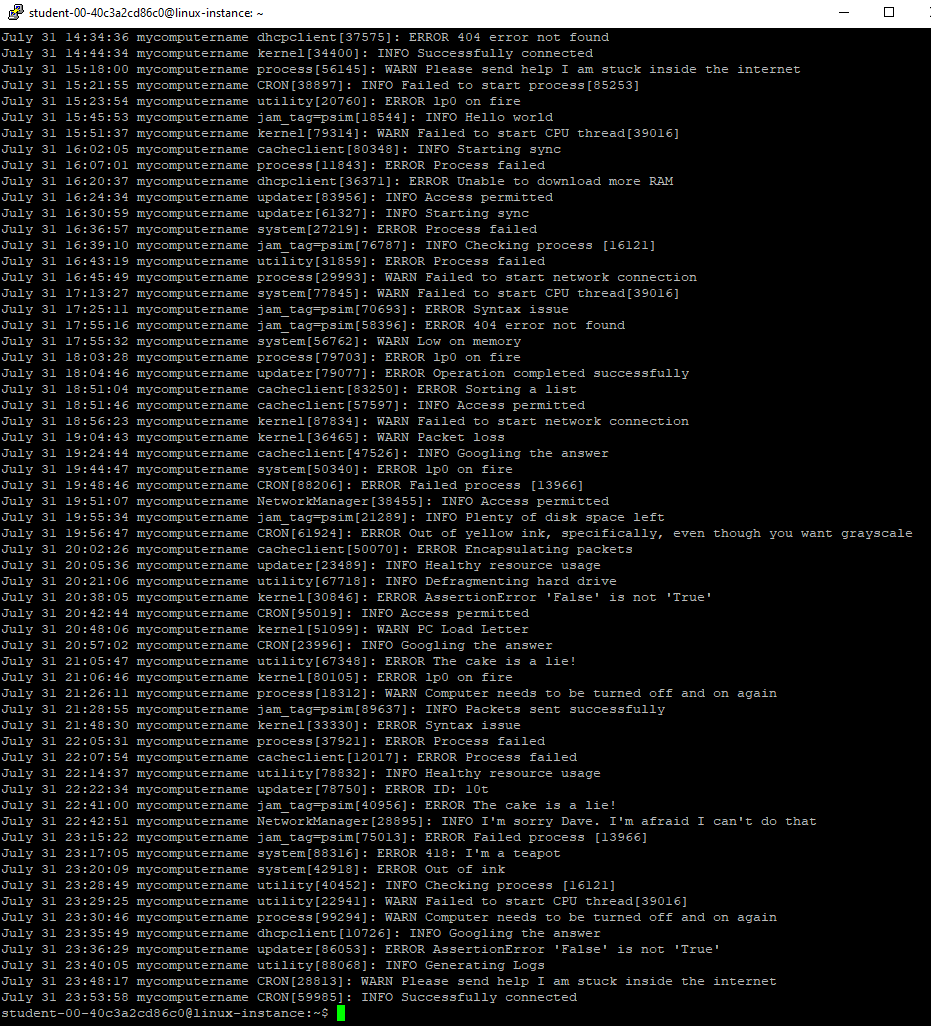 student-00-40c3a2cd86c0@linux-instance: ~
July 31 14:34:36 mycomputername dhcpclient[37575]: ERROR 404 error not found
July 31 14:44:34 mycomputername kernel[34400]: INFO Successfully connected
July 31 15:18:00 mycomputername process[56145]: WARN Please send help I am stuck inside the internet
July 31 15:21:55 mycomputername CRON[38897]: INFO Failed to start process[85253]
July 31 15:23:54 mycomputername utility[20760]: ERROR lp0 on fire
July 31 15:45:53 mycomputername jam_tag=psim[18544]: INFO Hello world
July 31 15:51:37 mycomputername kernel[79314]: WARN Failed to start CPU thread[39016]
July 31 16:02:05 mycomputername cacheclient[80348]: INFO Starting sync
July 31 16:07:01 mycomputername process[11843]: ERROR Process failed
July 31 16:20:37 mycomputername dhcpclient[36371]: ERROR Unable to download more RAM
July 31 16:24:34 mycomputername updater[83956]: INFO Access permitted
July 31 16:30:59 mycomputername updater[61327]: INFO Starting sync
July 31 16:36:57 mycomputername system[27219]: ERROR Process failed
July 31 16:39:10 mycomputername jam_tag=psim[76787]: INFO Checking process [16121]
July 31 16:43:19 mycomputername utility[31859]: ERROR Process failed
July 31 16:45:49 mycomputername process[29993]: WARN Failed to start network connection
July 31 17:13:27 mycomputername system[77845]: WARN Failed to start CPU thread[39016]
July 31 17:25:11 mycomputername jam_tag=psim[70693]: ERROR Syntax issue
July 31 17:55:16 mycomputername jam_tag=psim[58396]: ERROR 404 error not found
July 31 17:55:32 mycomputername system[56762]: WARN Low on memory
July 31 18:03:28 mycomputername process[79703]: ERROR lp0 on fire
July 31 18:04:46 mycomputername updater[79077]: ERROR Operation completed successfully
July 31 18:51:04 mycomputername cacheclient[83250]: ERROR Sorting a list
July 31 18:51:46 mycomputername cacheclient[57597]: INFO Access permitted
July 31 18:56:23 mycomputername kernel[87834]: WARN Failed to start network connection
July 31 19:04:43 mycomputername kernel[36465]: WARN Packet loss
July 31 19:24:44 mycomputername cacheclient[47526]: INFO Googling the answer
July 31 19:44:47 mycomputername system[50340]: ERROR lp0 on fire
July 31 19:48:46 mycomputername CRON[88206]: ERROR Failed process [13966]
July 31 19:51:07 mycomputername NetworkManager[38455]: INFO Access permitted
July 31 19:55:34 mycomputername jam_tag=psim[21289]: INFO Plenty of disk space left
July 31 19:56:47 mycomputername CRON[61924]: ERROR Out of yellow ink, specifically, even though you want grayscale
July 31 20:02:26 mycomputername cacheclient[50070]: ERROR Encapsulating packets
July 31 20:05:36 mycomputername updater[23489]: INFO Healthy resource usage
July 31 20:21:06 mycomputername utility[67718]: INFO Defragmenting hard drive
July 31 20:38:05 mycomputername kernel[30846]: ERROR AssertionError 'False' is not 'True'
July 31 20:42:44 mycomputername CRON[95019]: INFO Access permitted
July 31 20:48:06 mycomputername kernel[51099]: WARN PC Load Letter
July 31 20:57:02 mycomputername CRON[23996]: INFO Googling the answer
July 31 21:05:47 mycomputername utility[67348]: ERROR The cake is a lie!
July 31 21:06:46 mycomputername kernel[80105]: ERROR lp0 on fire
July 31 21:26:11 mycomputername process[18312]: WARN Computer needs to be turned off and on again
July 31 21:28:55 mycomputername jam_tag=psim[89637]: INFO Packets sent successfully
July 31 21:48:30 mycomputername kernel[33330]: ERROR Syntax issue
July 31 22:05:31 mycomputername process[37921]: ERROR Process failed
July 31 22:07:54 mycomputername cacheclient[12017]: ERROR Process failed
July 31 22:14:37 mycomputername utility[78832]: INFO Healthy resource usage
July 31 22:22:34 mycomputername updater[78750]: ERROR ID: 10t
July 31 22:41:00 mycomputername jam_tag=psim[40956]: ERROR The cake is a lie!
July 31 22:42:51 mycomputername NetworkManager[28895]: INFO I'm sorry Dave. I'm afraid I can't do that
July 31 23:15:22 mycomputername jam_tag=psim[75013]: ERROR Failed process [13966]
July 31 23:17:05 mycomputername system[88316]: ERROR 418: I'm a teapot
July 31 23:20:09 mycomputername system[42918]: ERROR Out of ink
July 31 23:28:49 mycomputername utility[40452]: INFO Checking process [16121]
July 31 23:29:25 mycomputername utility[22941]: WARN Failed to start CPU thread[39016]
July 31 23:30:46 mycomputername process[99294]: WARN Computer needs to be turned off and on again
July 31 23:35:49 mycomputername dhcpclient[10726]: INFO Googling the answer
July 31 23:36:29 mycomputername updater[86053]: ERROR AssertionError 'False' is not 'True'
July 31 23:40:05 mycomputername utility[88068]: INFO Generating Logs
July 31 23:48:17 mycomputername CRON[28813]: WARN Please send help I am stuck inside the internet
July 31 23:53:58 mycomputername CRON[59985]: INFO Successfully connected
student-00-40c3a2cd86c0@linux-instance:~$